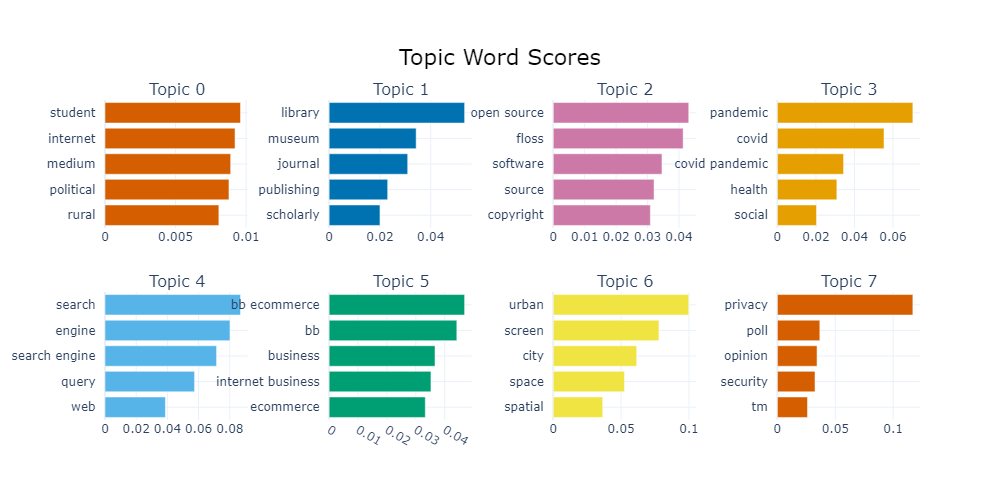 Topic Word Scores
Topic 0
student
internet
medium
political
rural
0 0.005 0.01
Topic 1
library
museum
journal
publishing
scholarly
0 0.02 0.04
Topic 2
open source
floss
software
source
copyright
0 0.01 0.02 0.03 0.04
Topic 3
pandemic
covid
covid pandemic
health
social
0 0.02 0.04 0.06
Topic 4
search
engine
search engine
query
web
0 0.02 0.04 0.06 0.08
Topic 5
bb ecommerce
bb
business
internet business
ecommerce
0 0.01 0.02 0.03 0.04
Topic 6
urban
screen
city
space
spatial
0 0.05 0.1
Topic 7
privacy
poll
opinion
security
tm
0 0.05 0.1